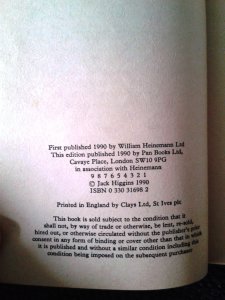 First published 1990 by William Heinemann Ltd
This edition published 1990 by Pan Books Ltd,
Cavaye Place, London SW10 9PG
in association with Heinemann
9 8 7 6 5 4 3 2 1
© Jack Higgins 1990
ISBN 0 330 31698 2
Printed in England by Clays Ltd, St Ives plc
This book is sold subject to the condition that it
shall not, by way of trade or otherwise, be lent, re-sold,
hired out, or otherwise circulated without the publisher's prior
consent in any form of binding or cover other than that in which
it is published and without a similar condition including this
condition being imposed on the subsequent purchaser